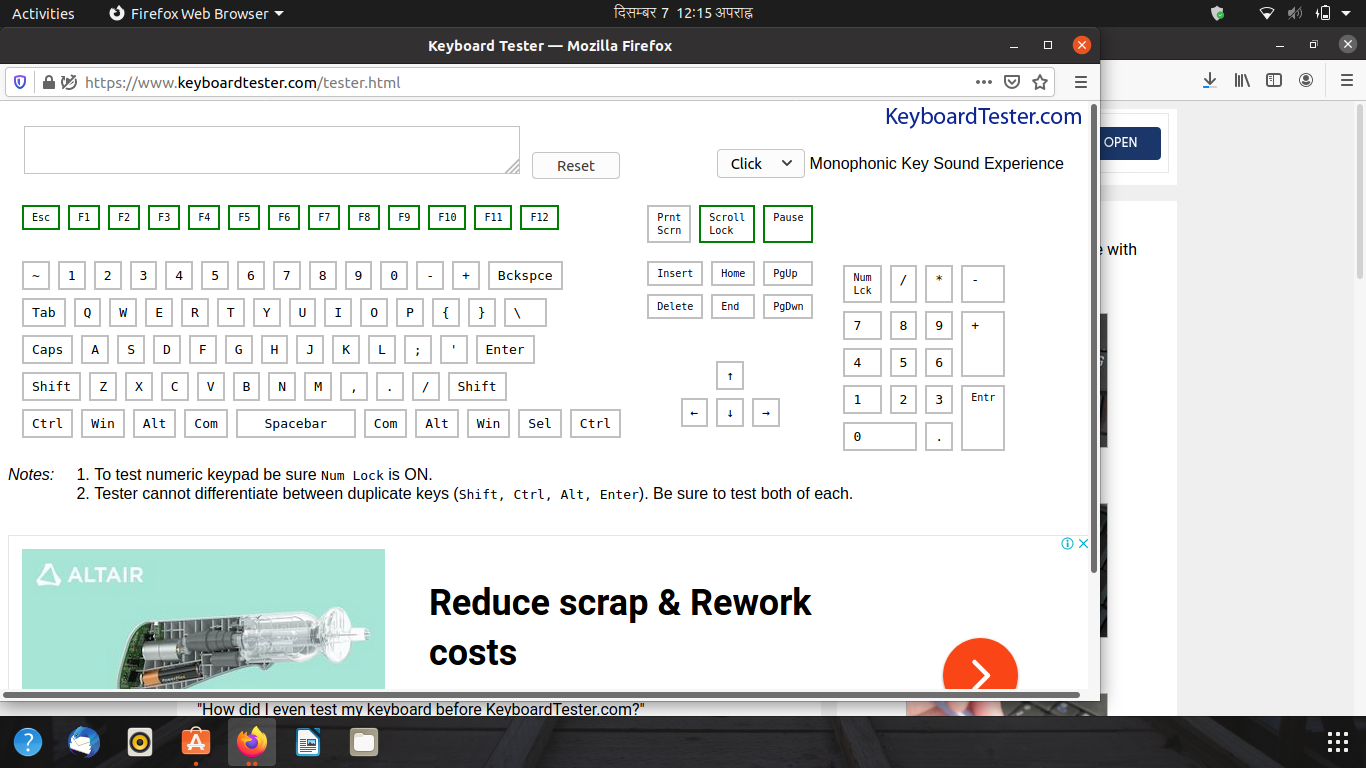 Activities Firefox Web Browser दिसम्बर 7 12:15 अपराह्न
Keyboard Tester — Mozilla Firefox
https://www.keyboardtester.com/tester.html
KeyboardTester.com
OPEN
Reset Click Monophonic Key Sound Experience
Esc F1 F2 F3 F4 F5 F6 F7 F8 F9 F10 F11 F12 Prnt Scrn Scroll Lock Pause
with
~ 1 2 3 4 5 6 7 8 9 0 - + Bckspce Insert Home PgUp Num Lck / * -
Tab Q W E R T Y U I O P { } \ Delete End PgDwn 7 8 9 +
Caps A S D F G H J K L ; ' Enter ↑ 4 5 6
Shift Z X C V B N M , . / Shift 1 2 3 Entr
Ctrl Win Alt Com Spacebar Com Alt Win Sel Ctrl ← ↓ → 0 .
Notes: 1. To test numeric keypad be sure Num Lock is ON.
2. Tester cannot differentiate between duplicate keys (Shift, Ctrl, Alt, Enter). Be sure to test both of each.
ALTAIR
Reduce scrap & Rework
costs
"How did I even test my keyboard before KeyboardTester.com?"